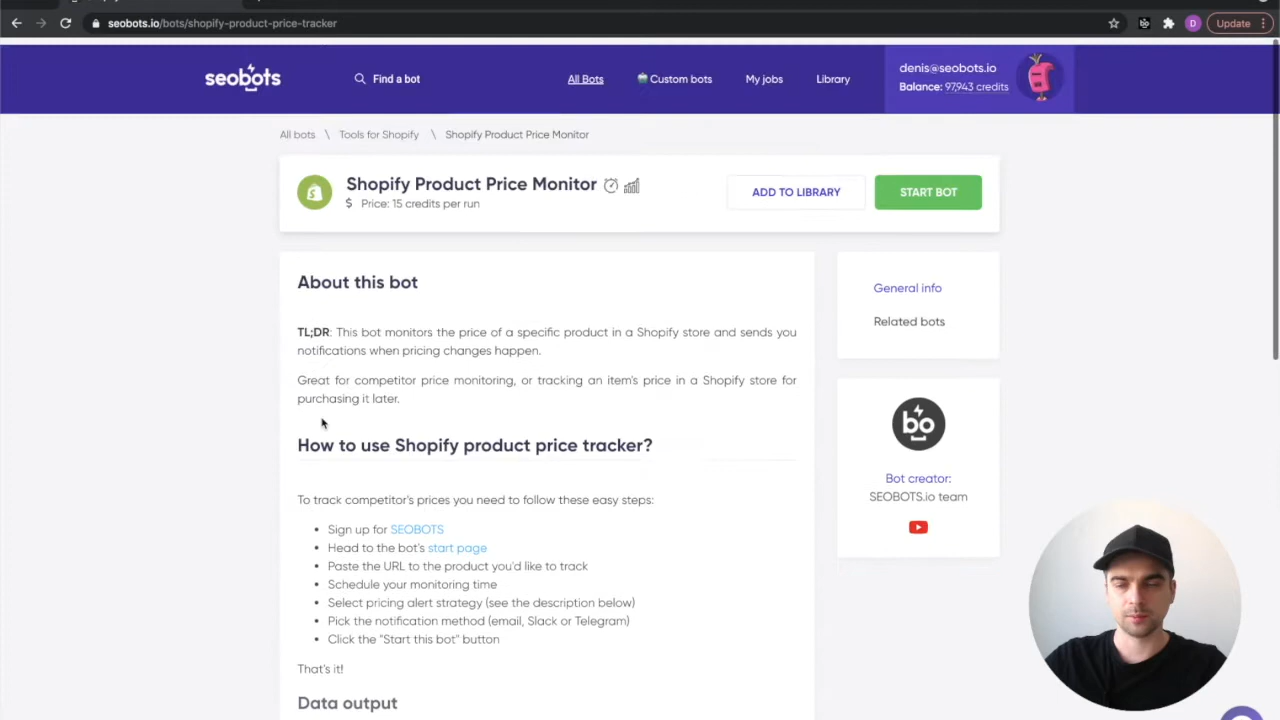 seobots.io/bots/shopify-product-price-tracker
D
Update
seobots
Find a bot
All Bots
Custom bots
My jobs
Library
denis@seobots.io
Balance: 97,943 credits
All bots \ Tools for Shopify \ Shopify Product Price Monitor
Shopify Product Price Monitor
$ Price: 15 credits per run
ADD TO LIBRARY
START BOT
About this bot
TL;DR: This bot monitors the price of a specific product in a Shopify store and sends you
notifications when pricing changes happen.
Great for competitor price monitoring, or tracking an item's price in a Shopify store for
purchasing it later.
How to use Shopify product price tracker?
To track competitor's prices you need to follow these easy steps:
• Sign up for SEOBOTS
• Head to the bot's start page
• Paste the URL to the product you'd like to track
• Schedule your monitoring time
• Select pricing alert strategy (see the description below)
• Pick the notification method (email, Slack or Telegram)
• Click the "Start this bot" button
That's it!
Data output
General info
Related bots
bo
Bot creator:
SEOBOTS.io team